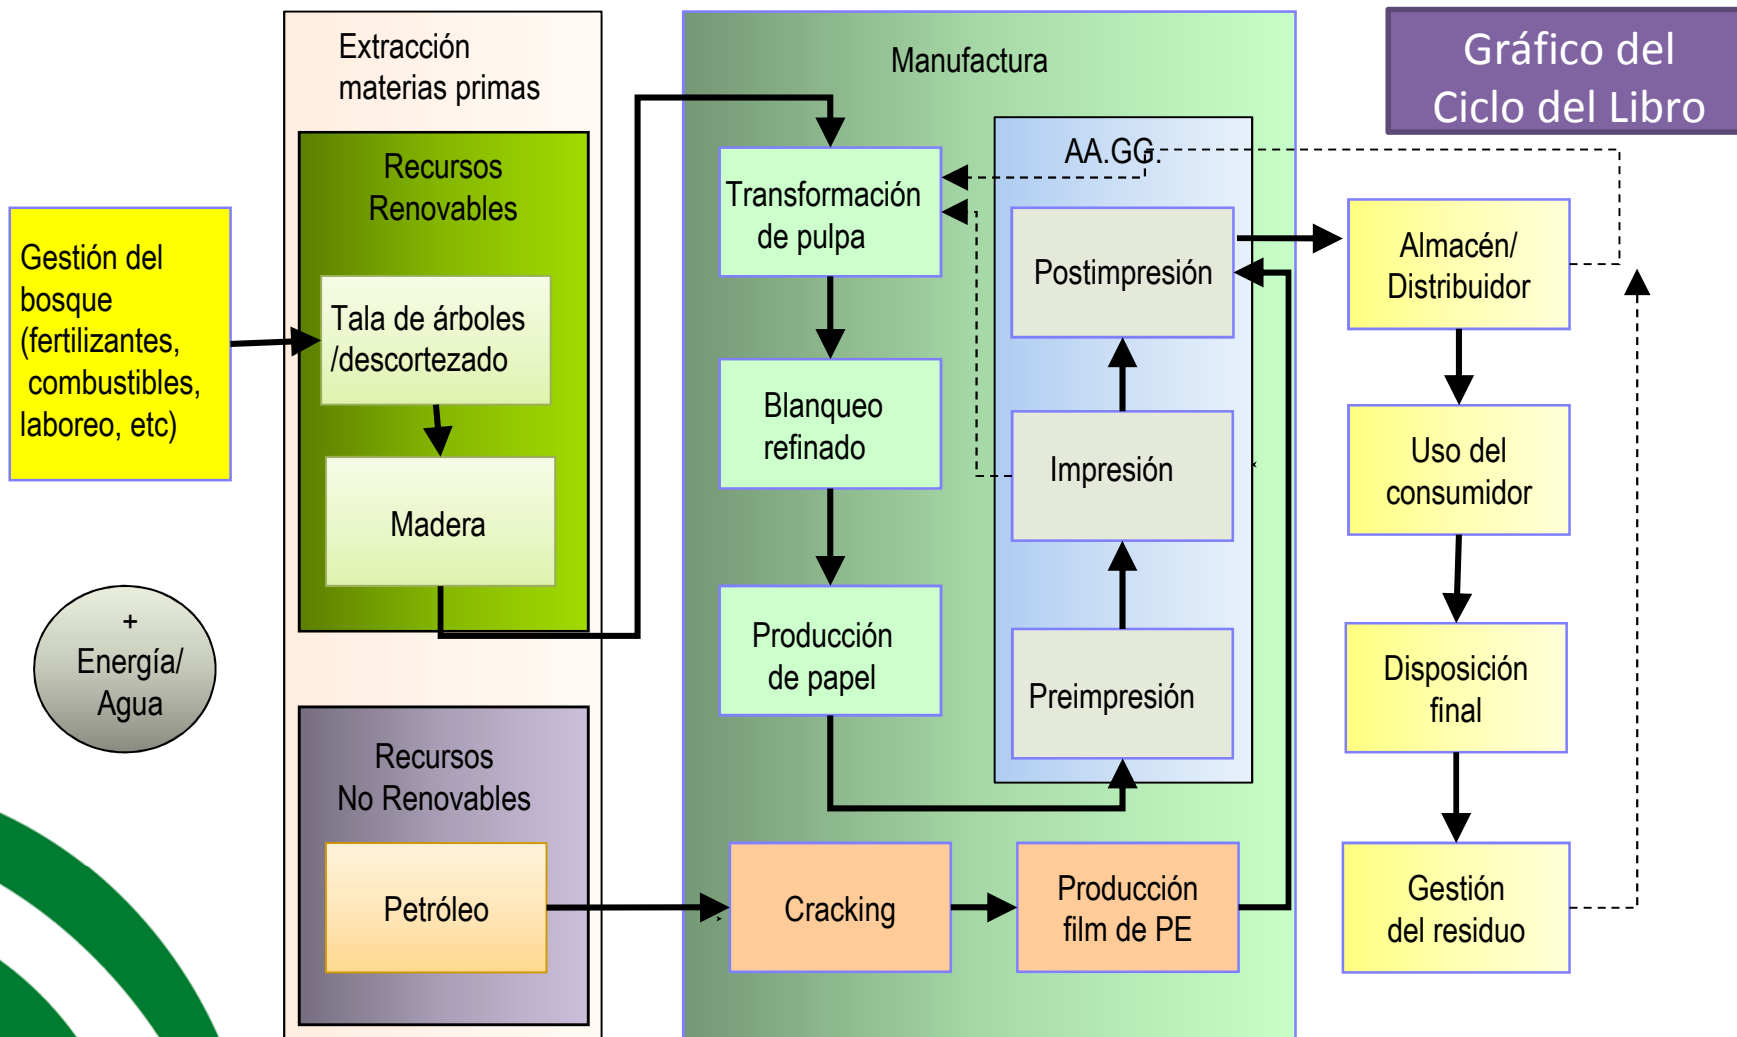 Gráfico del
Ciclo del Libro
Extracción
materias primas
Manufactura
Recursos
Renovables
AA.GG.
Gestión del
bosque
(fertilizantes,
combustibles,
laboreo, etc)
Tala de árboles
/descortezado
Madera
+
Energía/
Agua
Recursos
No Renovables
Petróleo
Transformación
de pulpa
Blanqueo
refinado
Producción
de papel
Cracking
Producción
film de PE
Postimpresión
Impresión
Preimpresión
Almacén/
Distribuidor
Uso del
consumidor
Disposición
final
Gestión
del residuo